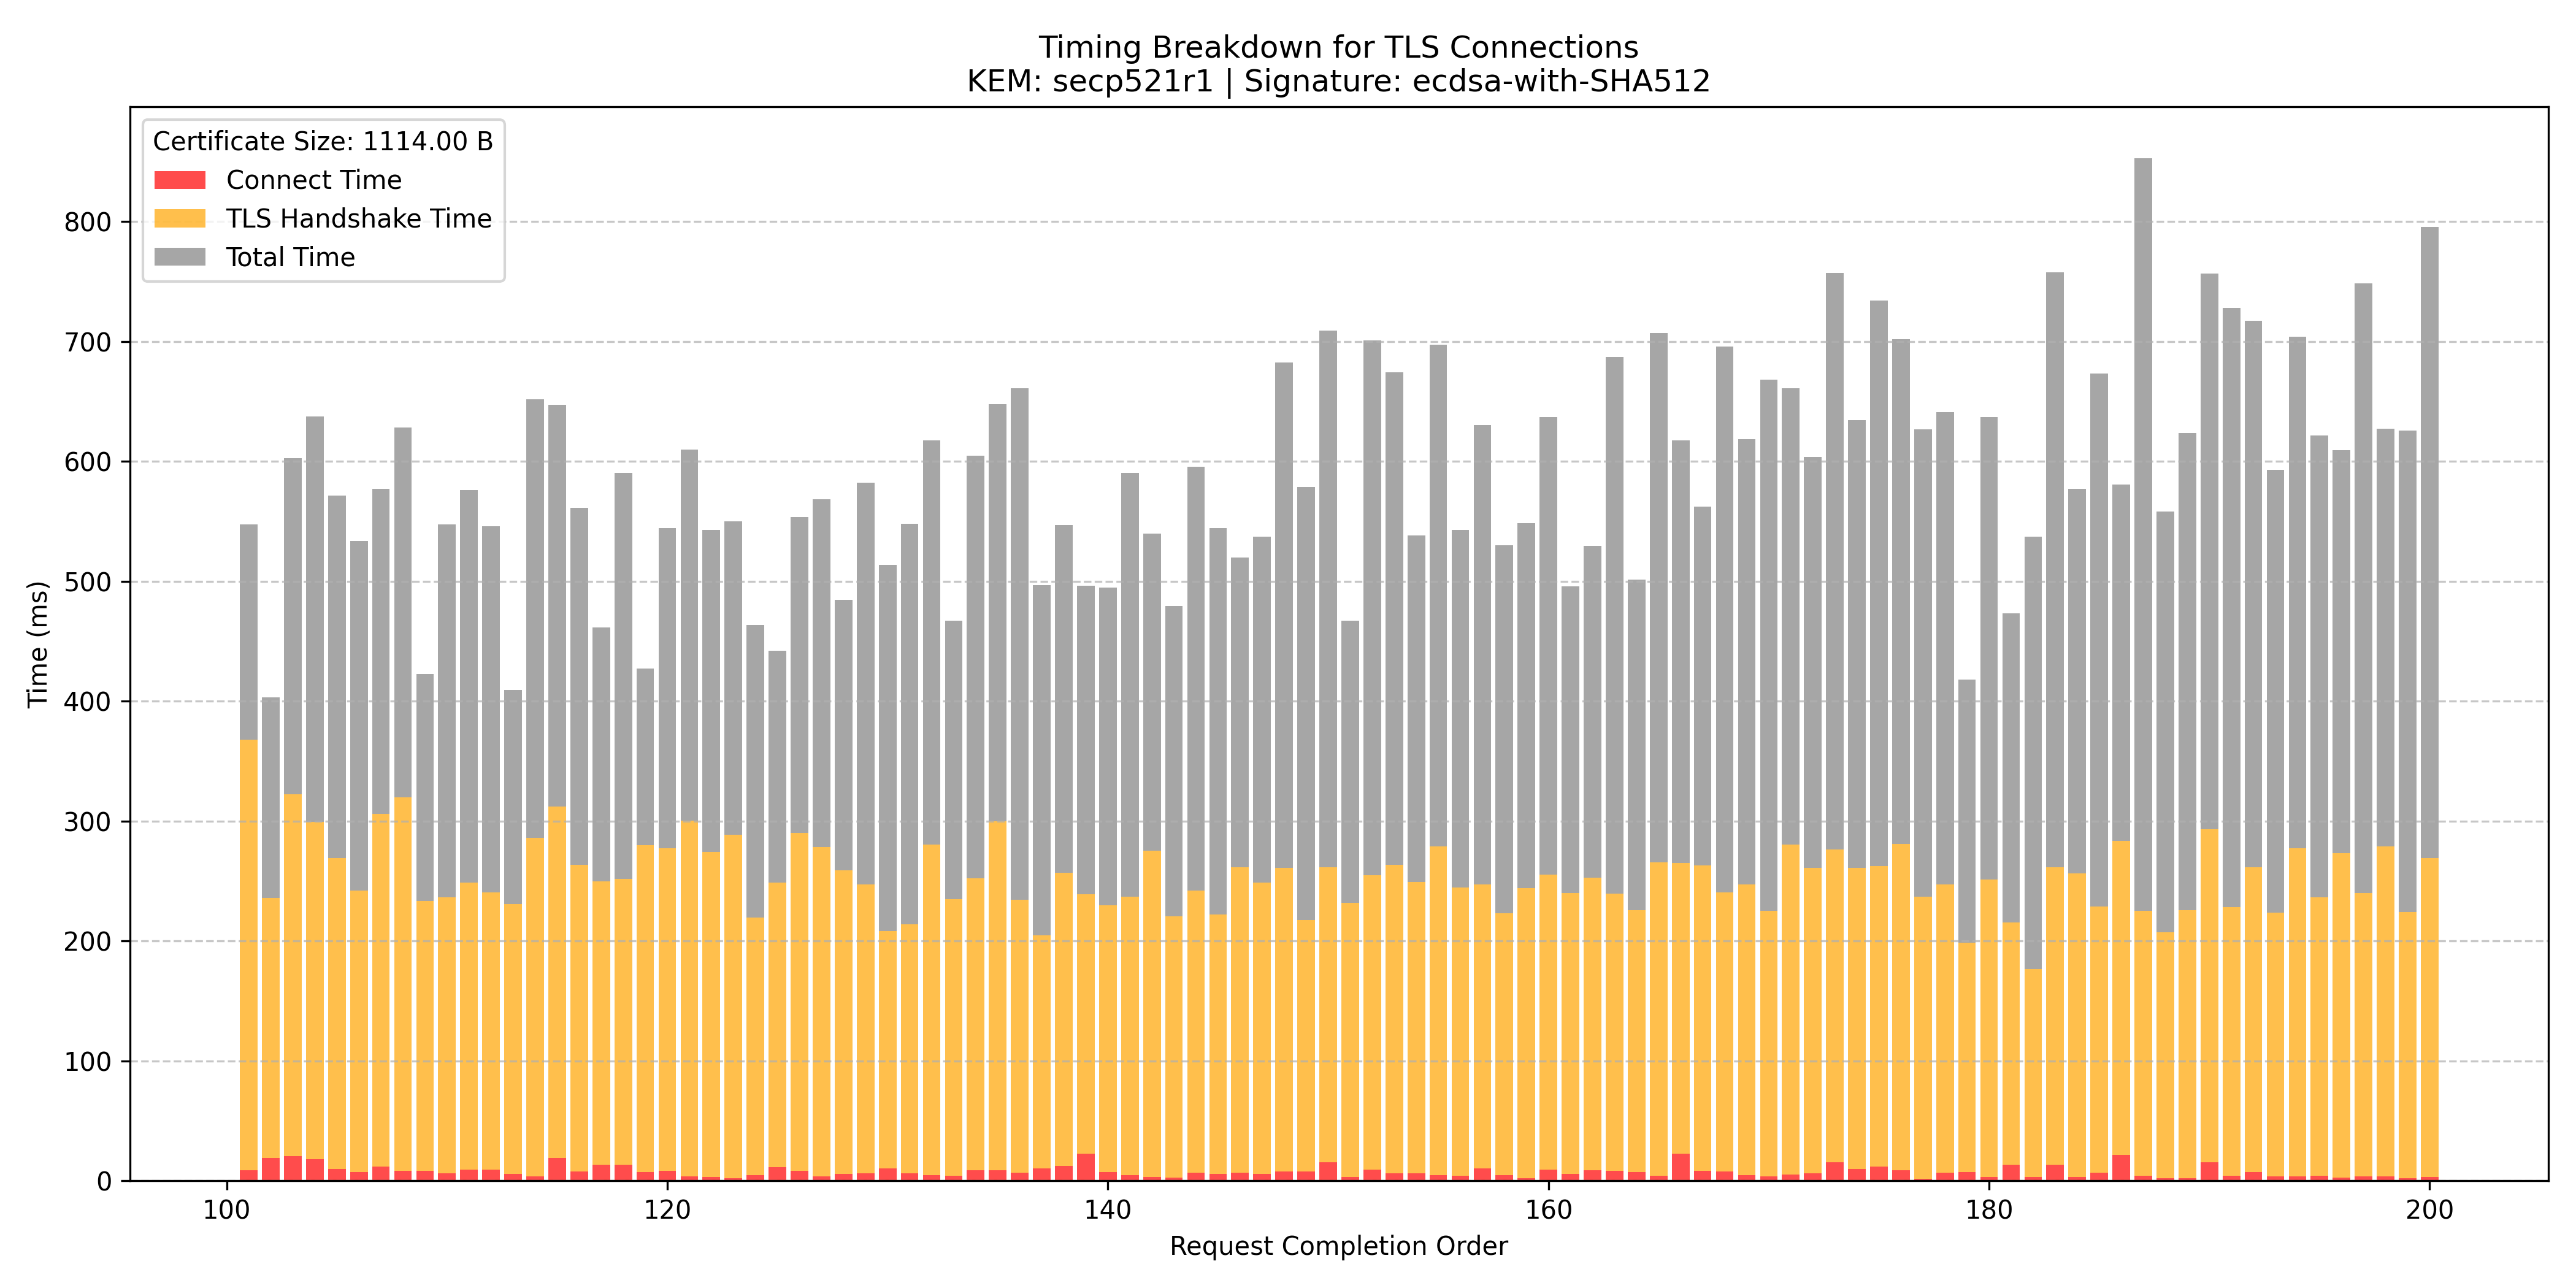 Timing Breakdown for TLS Connections
KEM: secp521r1 | Signature: ecdsa-with-SHA512
Certificate Size: 1114.00 B
Connect Time
TLS Handshake Time
Total Time
Time (ms)
800
700
600
500
400
300
200
100
0
100 120 140 160 180 200
Request Completion Order